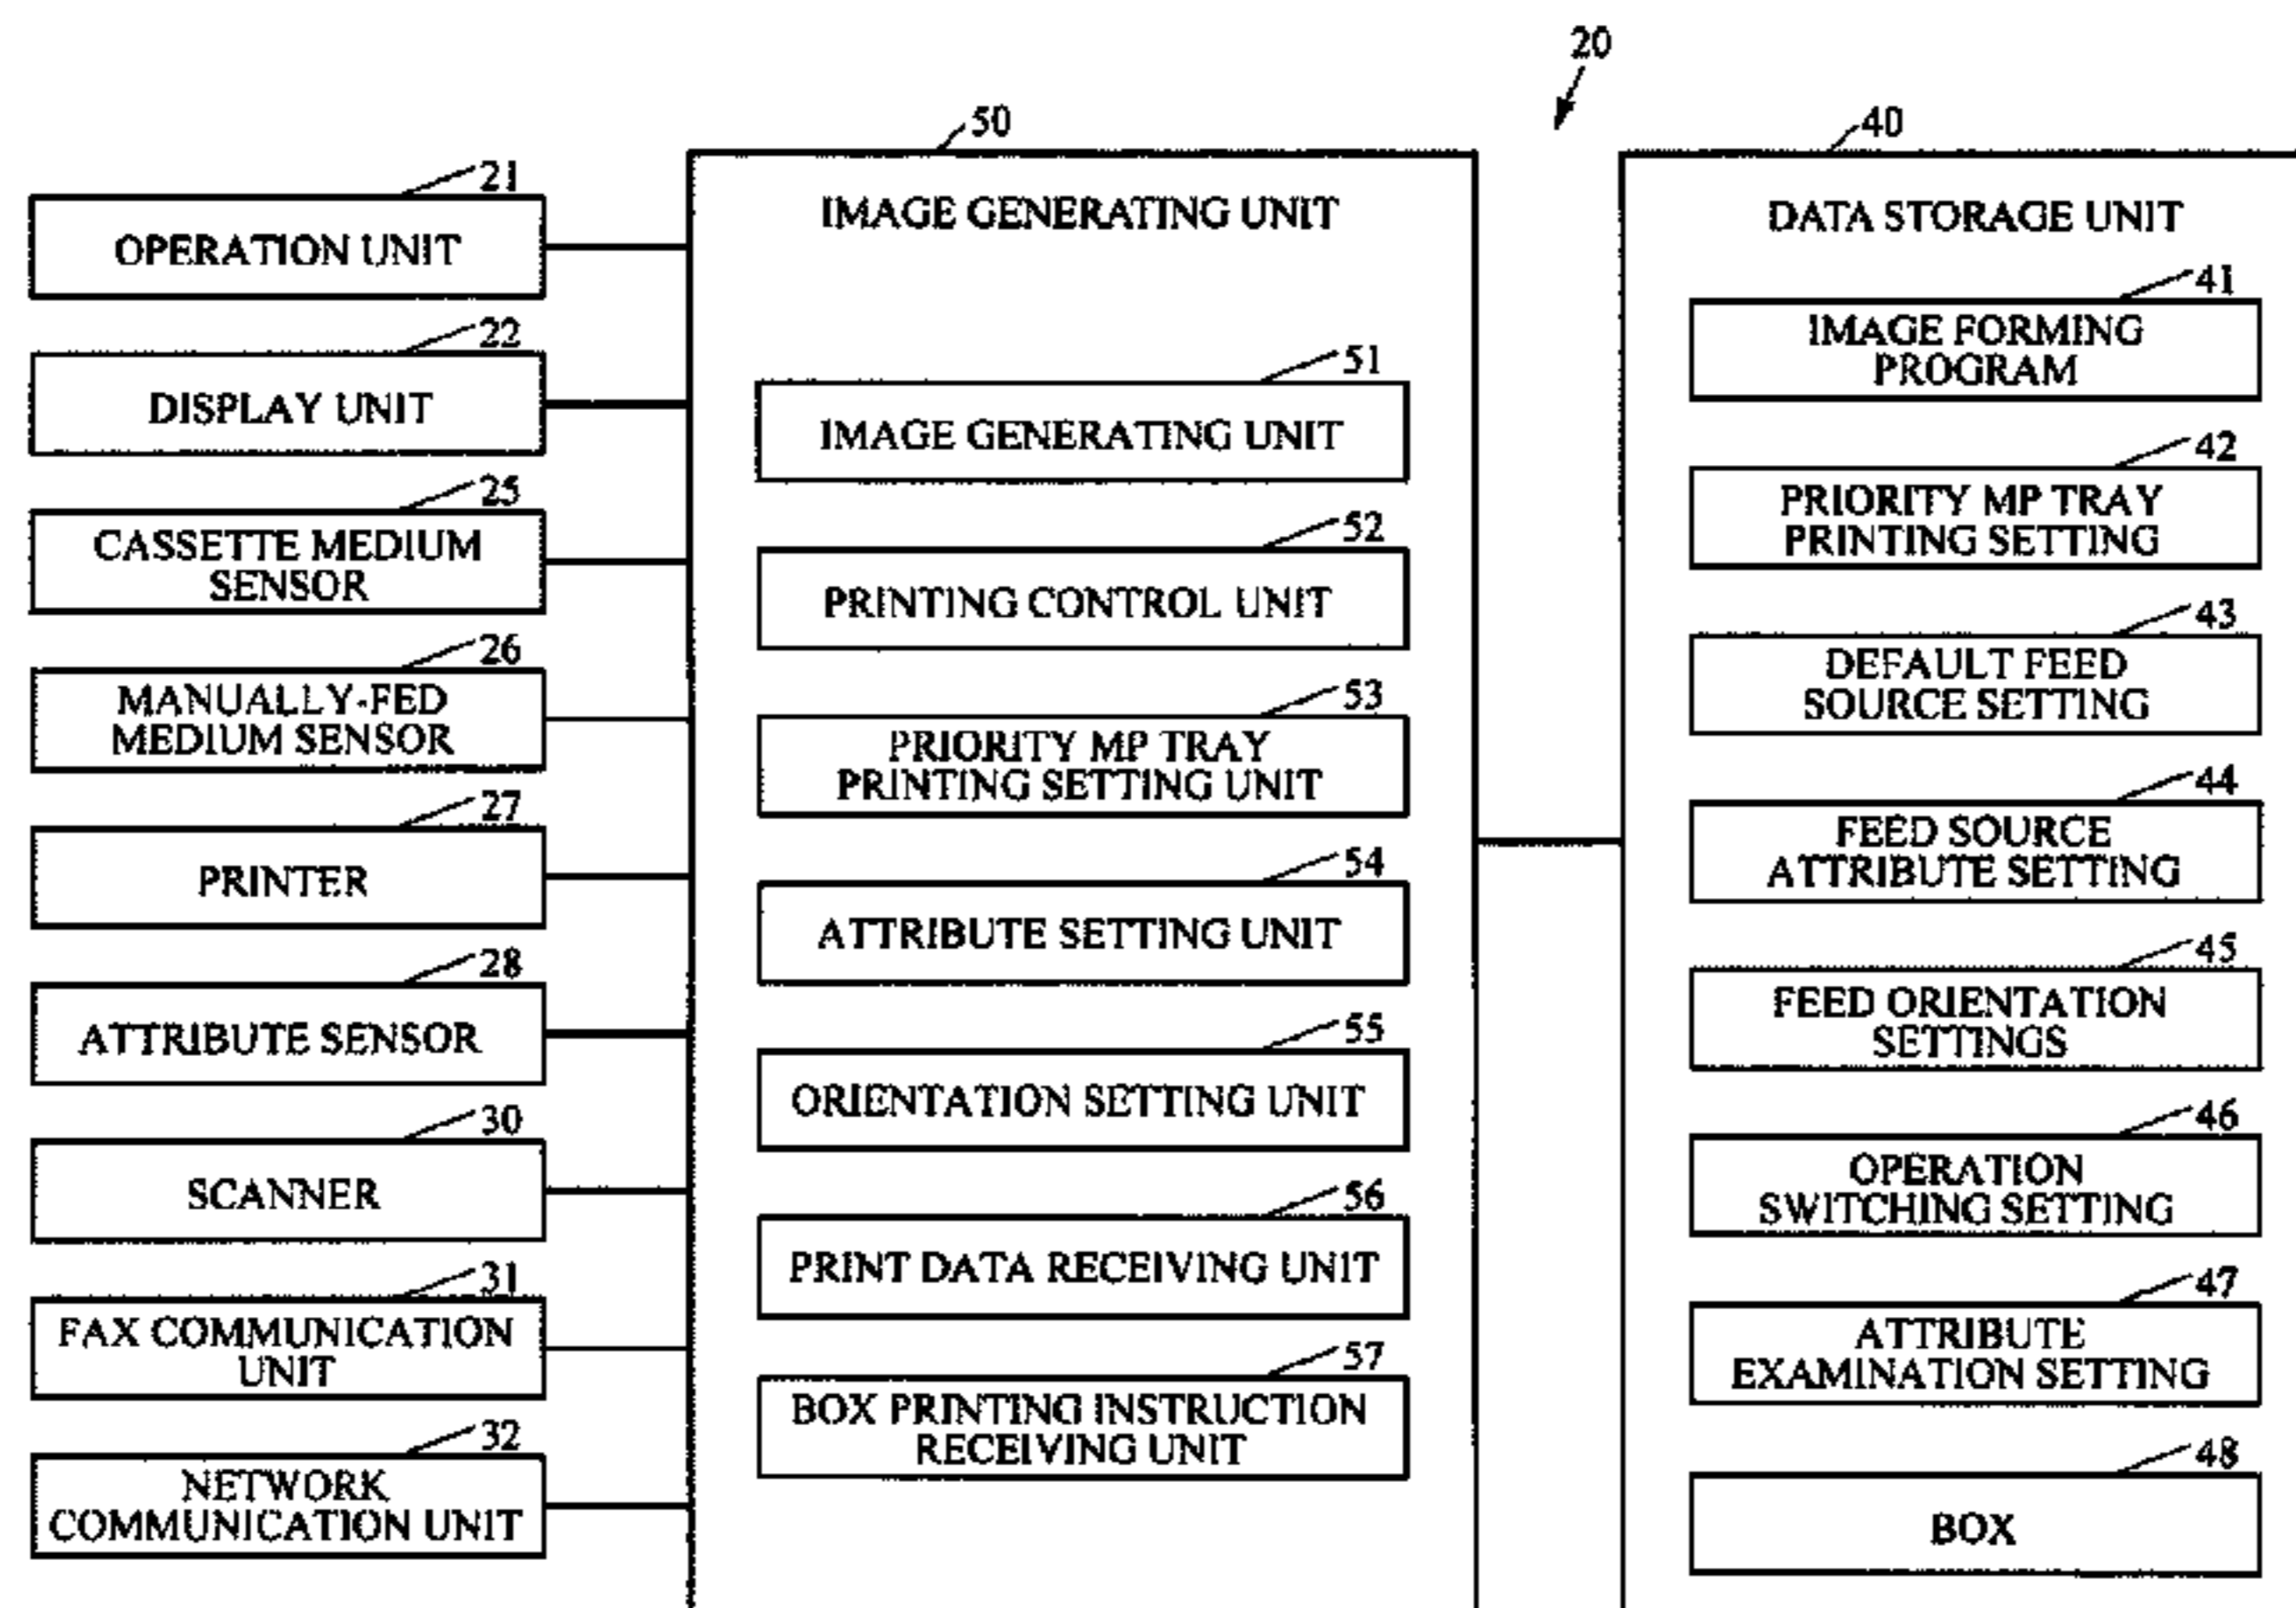 20
50
40
21
OPERATION UNIT
22
DISPLAY UNIT
25
CASSETTE MEDIUM
SENSOR
26
MANUALLY-FED
MEDIUM SENSOR
27
PRINTER
28
ATTRIBUTE SENSOR
30
SCANNER
31
FAX COMMUNICATION
UNIT
32
NETWORK
COMMUNICATION UNIT
IMAGE GENERATING UNIT
51
IMAGE GENERATING UNIT
52
PRINTING CONTROL UNIT
53
PRIORITY MP TRAY
PRINTING SETTING UNIT
54
ATTRIBUTE SETTING UNIT
55
ORIENTATION SETTING UNIT
56
PRINT DATA RECEIVING UNIT
57
BOX PRINTING INSTRUCTION
RECEIVING UNIT
DATA STORAGE UNIT
41
IMAGE FORMING
PROGRAM
42
PRIORITY MP TRAY
PRINTING SETTING
43
DEFAULT FEED
SOURCE SETTING
44
FEED SOURCE
ATTRIBUTE SETTING
45
FEED ORIENTATION
SETTINGS
46
OPERATION
SWITCHING SETTING
47
ATTRIBUTE
EXAMINATION SETTING
48
BOX